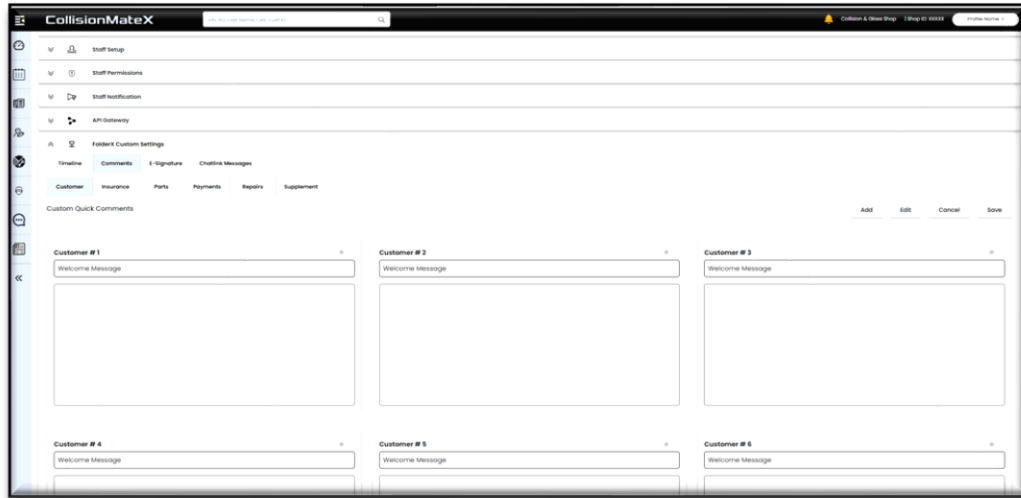 CollisionMateX
Collision & Glass Shop
Shop ID: XXXXX
Profile Name
Staff Setup
Staff Permissions
Staff Notification
API Gateway
FolderX Custom Settings
Timeline Comments E-Signature Chatlink Messages
Customer Insurance Parts Payments Repairs Supplement
Custom Quick Comments
Add Edit Cancel Save
Customer # 1 Customer # 2 Customer # 3
Welcome Message Welcome Message Welcome Message
Customer # 4 Customer # 5 Customer # 6
Welcome Message Welcome Message Welcome Message